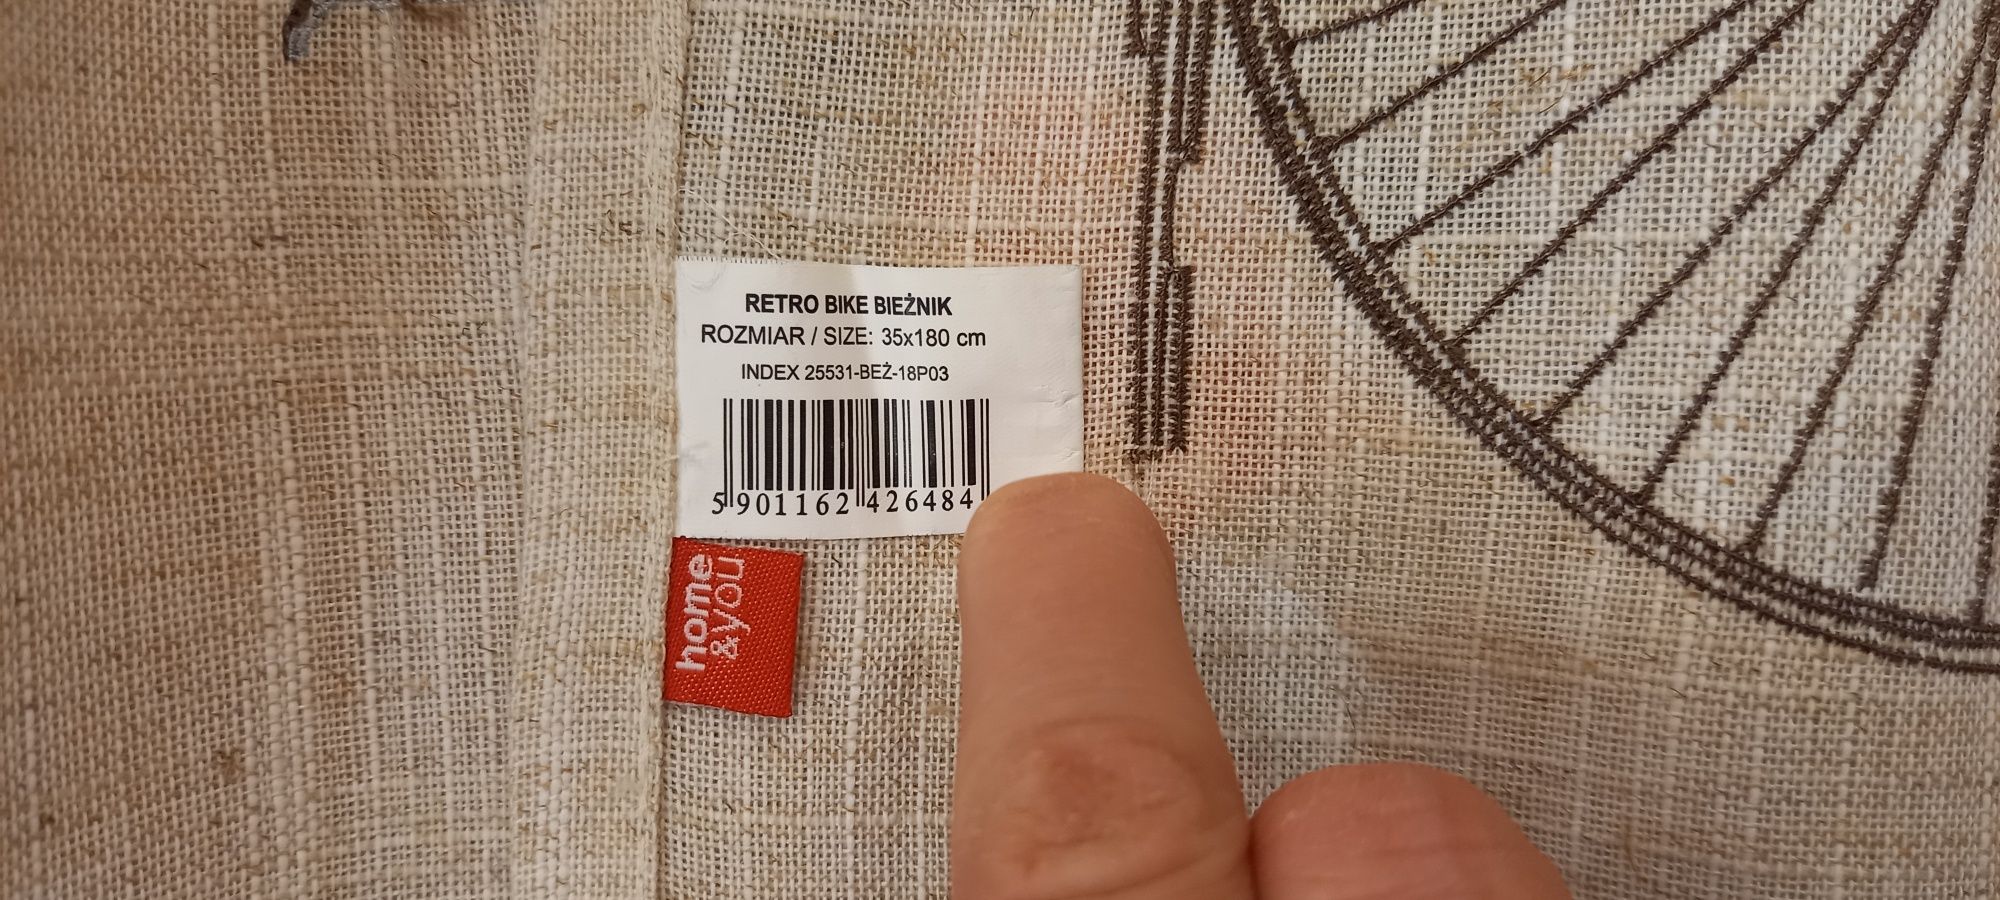 RETRO BIKE BIEŻNIK
ROZMIAR / SIZE: 35x180 cm
INDEX 25531-BEŻ-18P03
5 901162 426484
home
&you